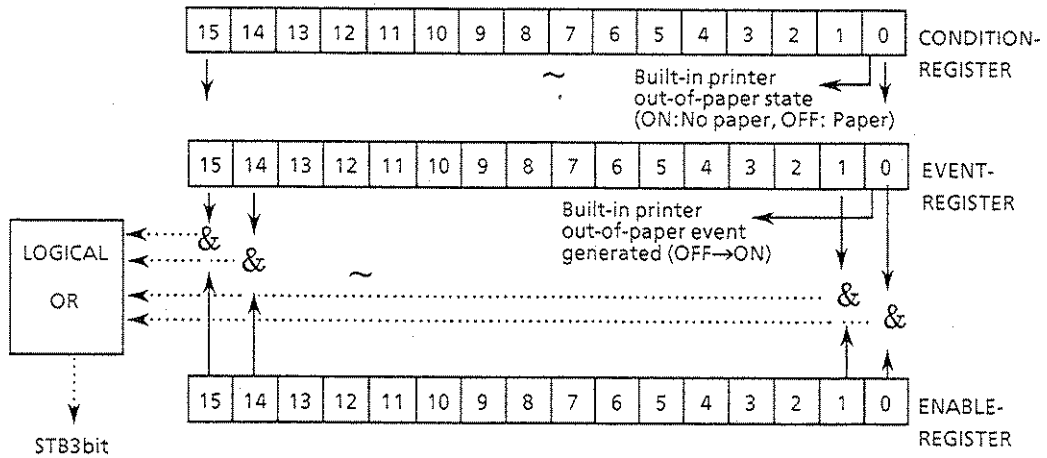 15 14 13 12 11 10 9 8 7 6 5 4 3 2 1 0
CONDITION-
REGISTER
~
Built-in printer
out-of-paper state
(ON:No paper, OFF: Paper)
15 14 13 12 11 10 9 8 7 6 5 4 3 2 1 0
EVENT-
REGISTER
Built-in printer
out-of-paper event
generated (OFF→ON)
LOGICAL
OR
&
&
~
&
&
15 14 13 12 11 10 9 8 7 6 5 4 3 2 1 0
ENABLE-
REGISTER
STB3bit